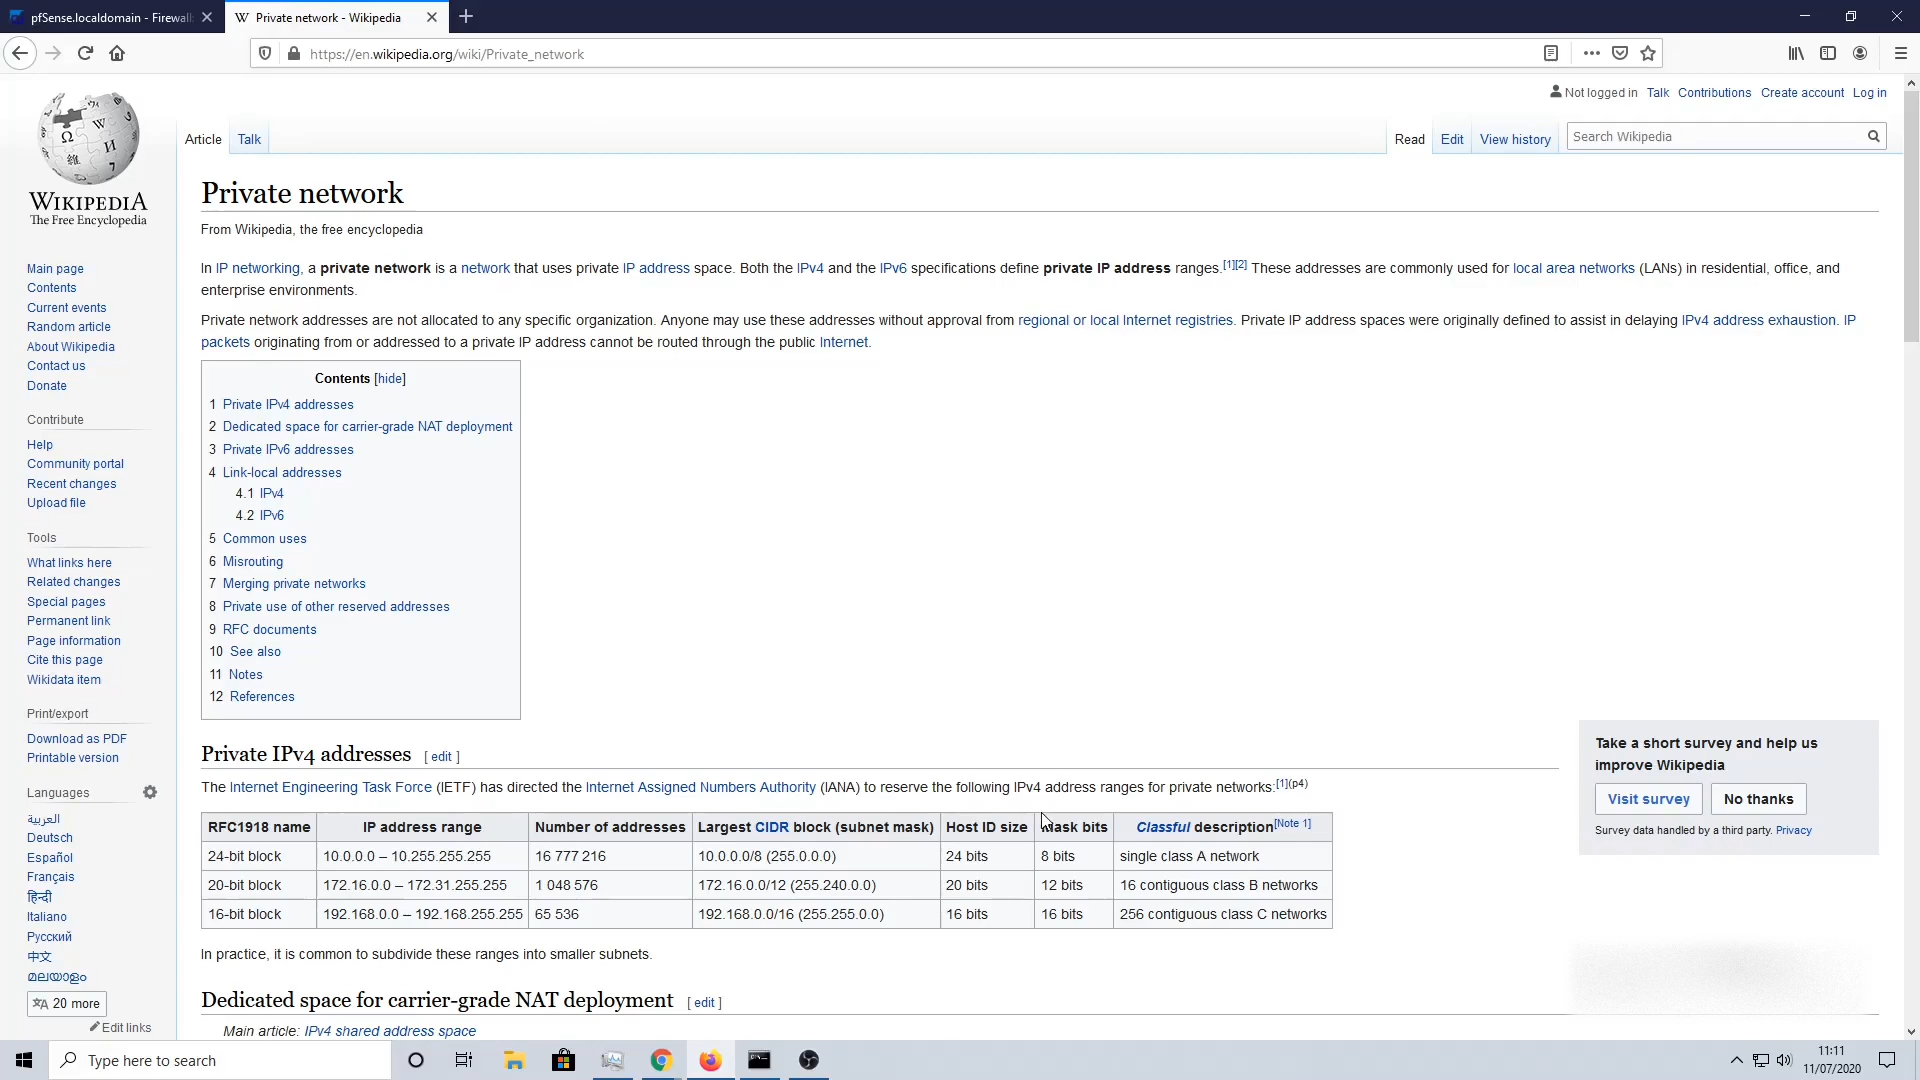 pfSense.localdomain - Firewall
Private network - Wikipedia
https://en.wikipedia.org/wiki/Private_network
Not logged in Talk Contributions Create account Log in
Article Talk Read Edit View history Search Wikipedia
WIKIPEDIA
The Free Encyclopedia
Main page
Contents
Current events
Random article
About Wikipedia
Contact us
Donate
Contribute
Help
Community portal
Recent changes
Upload file
Tools
What links here
Related changes
Special pages
Permanent link
Page information
Cite this page
Wikidata item
Print/export
Download as PDF
Printable version
Languages
العربية
Deutsch
Español
Français
हिन्दी
Italiano
Русский
中文
മലയാളം
20 more
Edit links
Private network
From Wikipedia, the free encyclopedia
In IP networking, a private network is a network that uses private IP address space. Both the IPv4 and the IPv6 specifications define private IP address ranges.[1][2] These addresses are commonly used for local area networks (LANs) in residential, office, and
enterprise environments.
Private network addresses are not allocated to any specific organization. Anyone may use these addresses without approval from regional or local Internet registries. Private IP address spaces were originally defined to assist in delaying IPv4 address exhaustion. IP
packets originating from or addressed to a private IP address cannot be routed through the public Internet.
Contents [hide]
1 Private IPv4 addresses
2 Dedicated space for carrier-grade NAT deployment
3 Private IPv6 addresses
4 Link-local addresses
4.1 IPv4
4.2 IPv6
5 Common uses
6 Misrouting
7 Merging private networks
8 Private use of other reserved addresses
9 RFC documents
10 See also
11 Notes
12 References
Private IPv4 addresses [ edit ]
The Internet Engineering Task Force (IETF) has directed the Internet Assigned Numbers Authority (IANA) to reserve the following IPv4 address ranges for private networks:[1](p4)
RFC1918 name IP address range Number of addresses Largest CIDR block (subnet mask) Host ID size Mask bits Classful description[Note 1]
24-bit block 10.0.0.0 – 10.255.255.255 16 777 216 10.0.0.0/8 (255.0.0.0) 24 bits 8 bits single class A network
20-bit block 172.16.0.0 – 172.31.255.255 1 048 576 172.16.0.0/12 (255.240.0.0) 20 bits 12 bits 16 contiguous class B networks
16-bit block 192.168.0.0 – 192.168.255.255 65 536 192.168.0.0/16 (255.255.0.0) 16 bits 16 bits 256 contiguous class C networks
In practice, it is common to subdivide these ranges into smaller subnets.
Dedicated space for carrier-grade NAT deployment [ edit ]
Main article: IPv4 shared address space
Take a short survey and help us
improve Wikipedia
Visit survey No thanks
Survey data handled by a third party. Privacy
Type here to search
11:11
11/07/2020